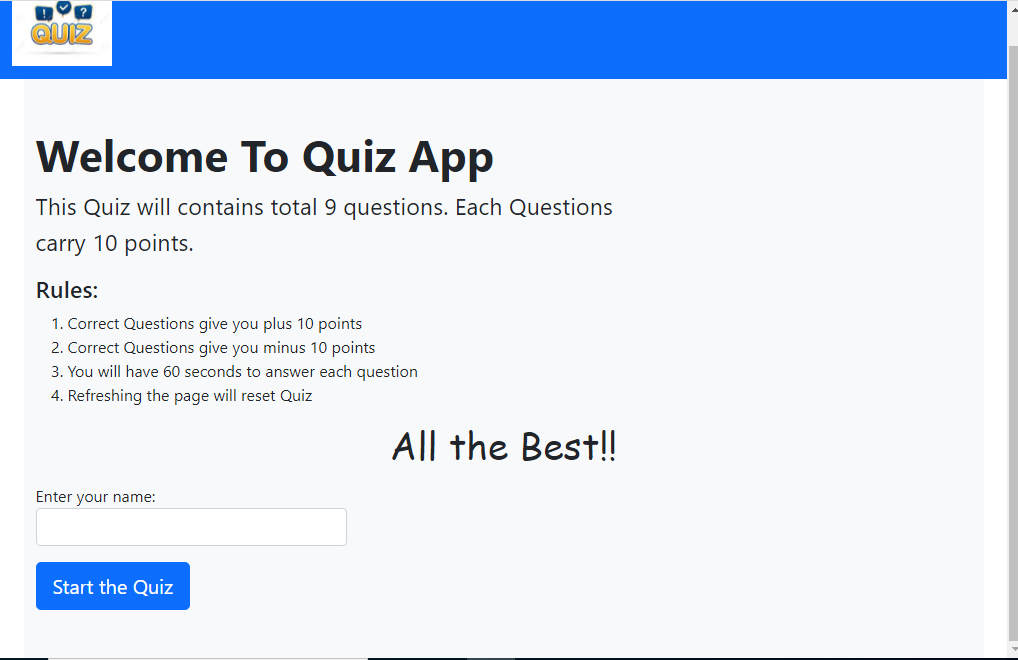 ! ?
QUIZ
Welcome To Quiz App
This Quiz will contains total 9 questions. Each Questions
carry 10 points.
Rules:
1. Correct Questions give you plus 10 points
2. Correct Questions give you minus 10 points
3. You will have 60 seconds to answer each question
4. Refreshing the page will reset Quiz
All the Best!!
Enter your name:
Start the Quiz